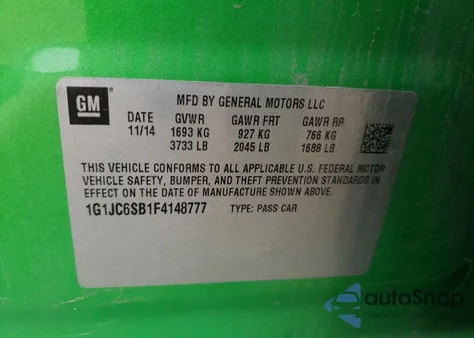 GM
MFD BY GENERAL MOTORS LLC
DATE GVWR GAWR FRT GAWR RR
11/14 1693 KG 927 KG 766 KG
3733 LB 2045 LB 1688 LB
THIS VEHICLE CONFORMS TO ALL APPLICABLE U.S. FEDERAL MOTOR
VEHICLE SAFETY, BUMPER, AND THEFT PREVENTION STANDARDS IN
EFFECT ON THE DATE OF MANUFACTURE SHOWN ABOVE.
1G1JC6SB1F4148777 TYPE: PASS CAR
autoSnap